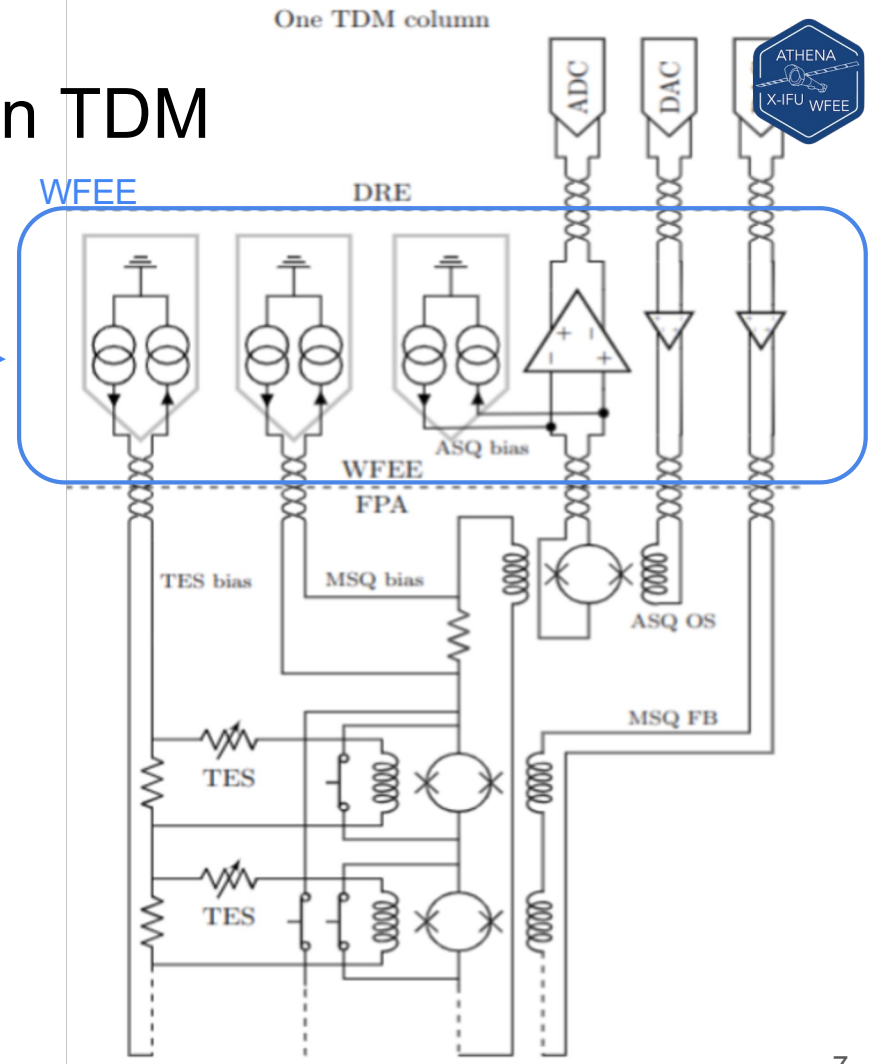 One TDM column
n TDM
ADC
DAC
ATHENA
X-IFU WFEE
WFEE
DRE
+ −
− +
ASQ bias
WFEE
FPA
TES bias
MSQ bias
ASQ OS
MSQ FB
TES
TES